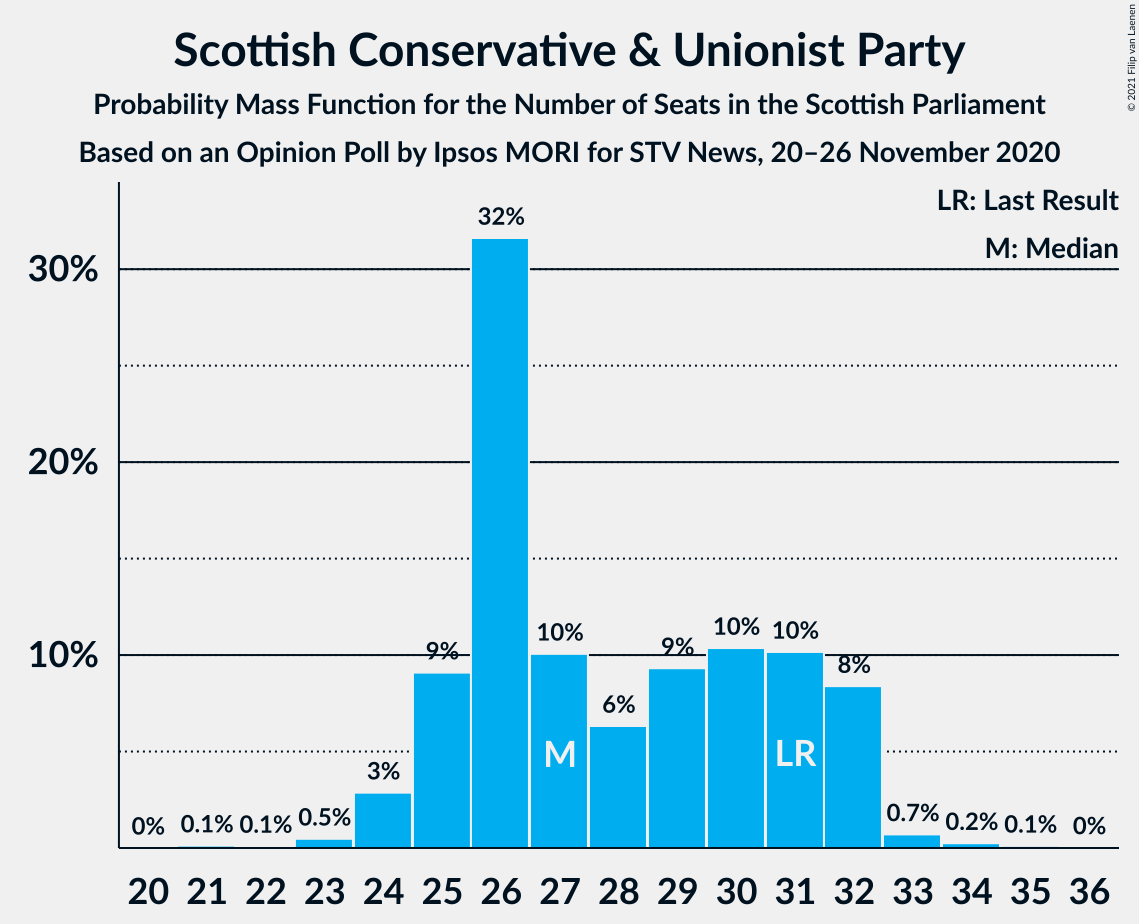 Scottish Conservative & Unionist Party
Probability Mass Function for the Number of Seats in the Scottish Parliament
Based on an Opinion Poll by Ipsos MORI for STV News, 20–26 November 2020
© 2021 Filip van Laenen
LR: Last Result
M: Median
30%
20%
10%
0% 0.1% 0.1% 0.5% 3% 9% 32% 10% 6% 9% 10% 10% 8% 0.7% 0.2% 0.1% 0%
M LR
20 21 22 23 24 25 26 27 28 29 30 31 32 33 34 35 36